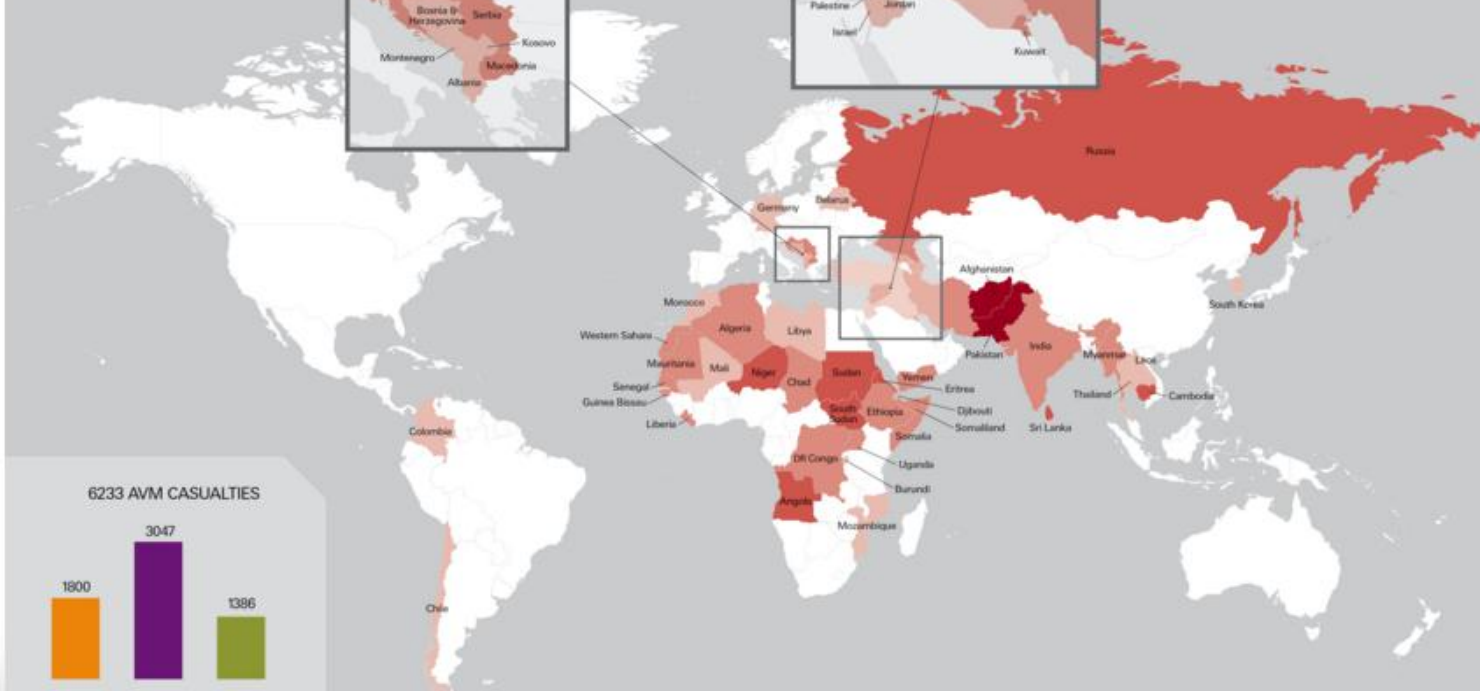 Bosnia &
Herzegovina
Serbia
Kosovo
Montenegro
Macedonia
Albania
Palestine
Jordan
Israel
Kuwait
Russia
Germany
Belarus
Afghanistan
South Korea
Morocco
Algeria
Libya
Western Sahara
Pakistan
India
Myanmar
Laos
Mauritania
Mali
Niger
Chad
Sudan
Yemen
Eritrea
Senegal
Guinea Bissau
Thailand
Cambodia
Liberia
South
Sudan
Ethiopia
Djibouti
Somaliland
Sri Lanka
Colombia
Somalia
DR Congo
Uganda
Burundi
Angola
Mozambique
6233 AVM CASUALTIES
3047
1800
1386
Chile